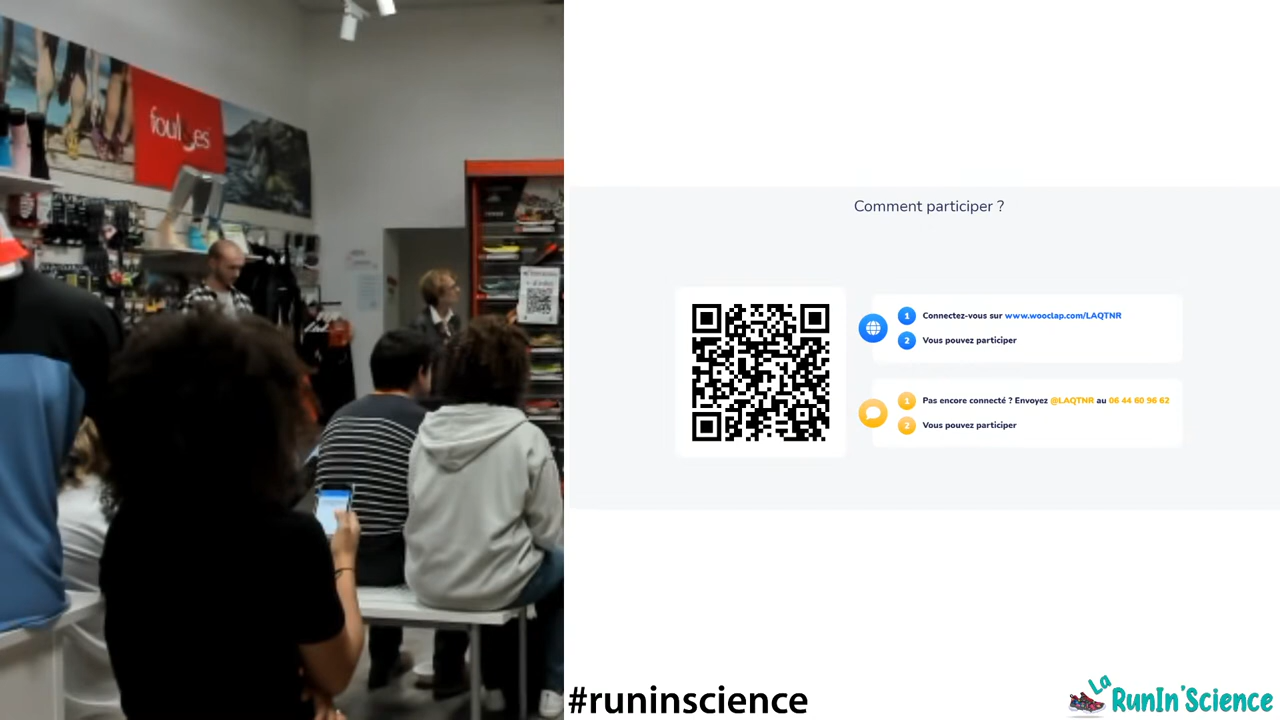 foulées
Comment participer ?
1 Connectez-vous sur www.wooclap.com/LAQTNR
2 Vous pouvez participer
1 Pas encore connecté ? Envoyez @LAQTNR au 06 44 60 96 62
2 Vous pouvez participer
#runinscience
La RunIn'Science